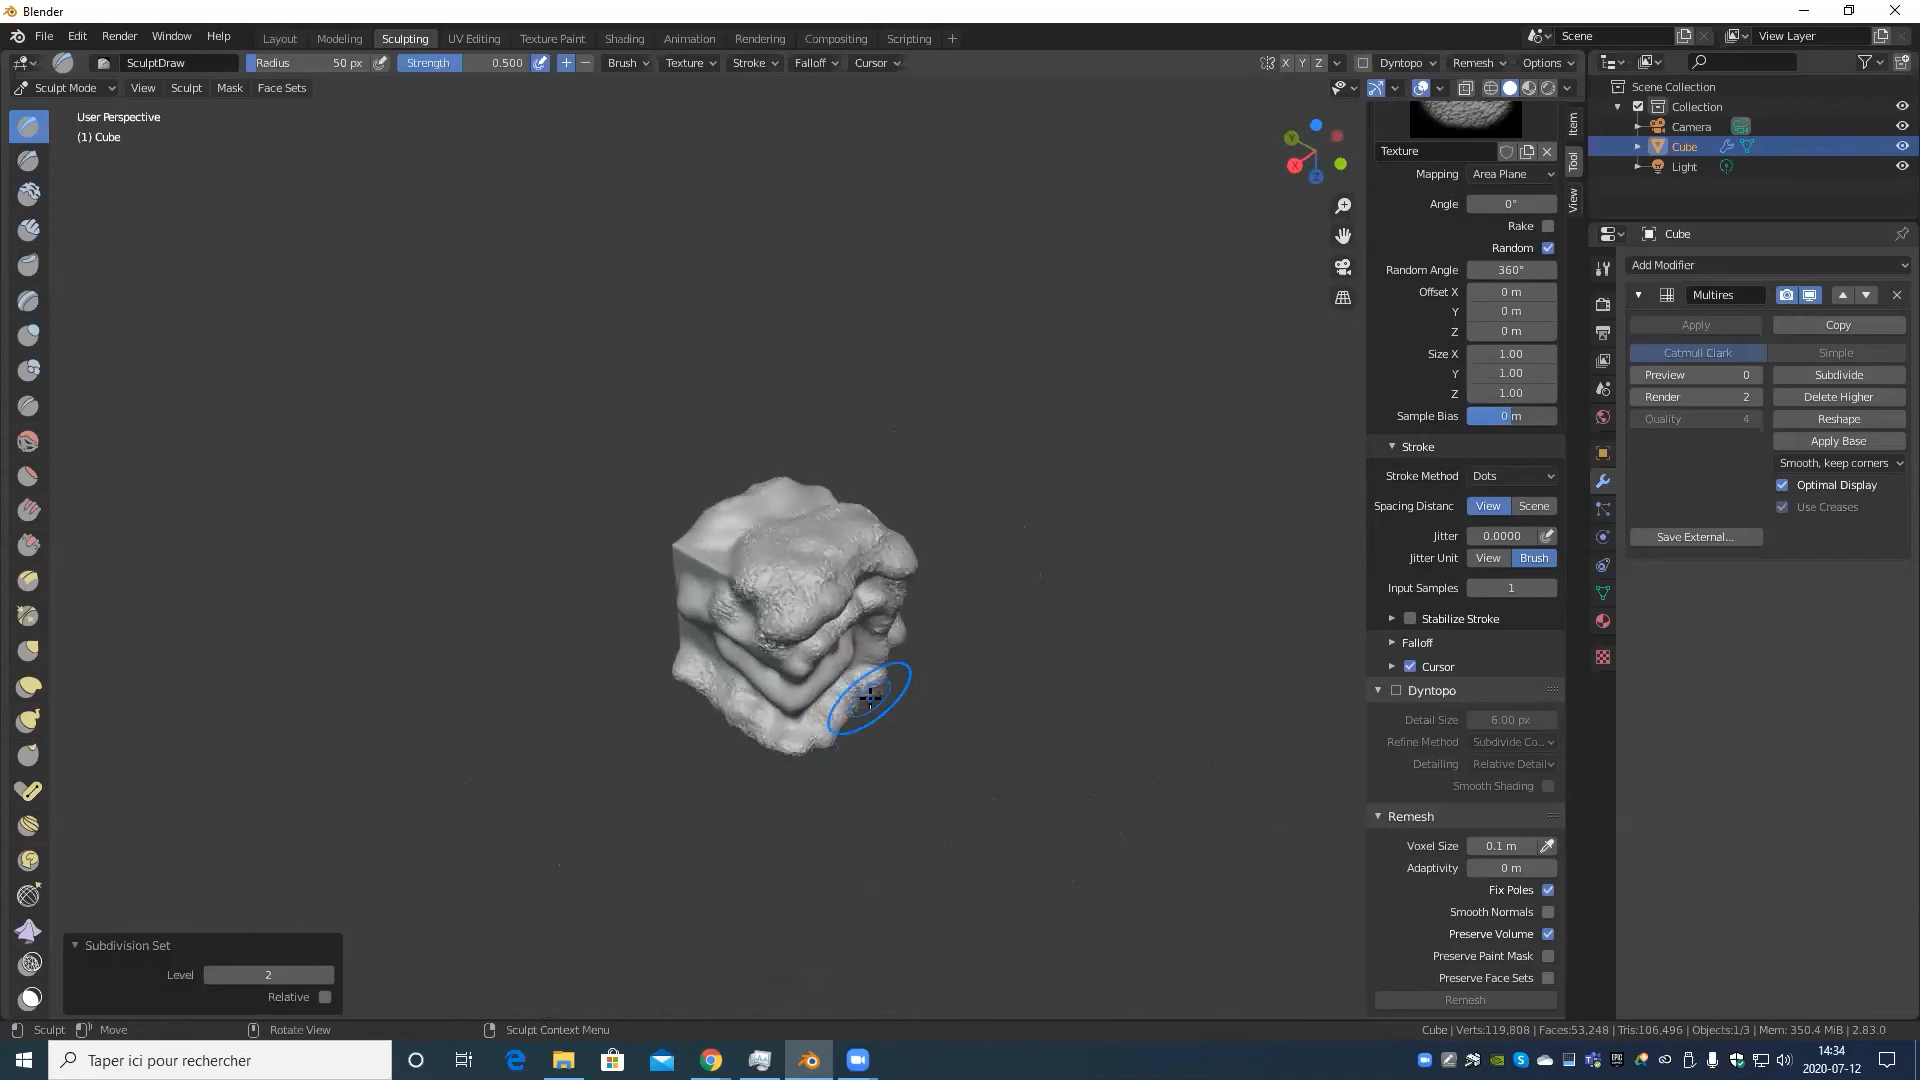 Blender
File Edit Render Window Help Layout Modeling Sculpting UV Editing Texture Paint Shading Animation Rendering Compositing Scripting + Scene View Layer
SculptDraw Radius 50 px Strength 0.500 + − Brush Texture Stroke Falloff Cursor X Y Z Dyntopo Remesh Options
Sculpt Mode View Sculpt Mask Face Sets
User Perspective
(1) Cube
Y
X
Z
Item
Tool
View
Texture
Mapping Area Plane
Angle 0°
Rake
Random
Random Angle 360°
Offset X 0 m
Y 0 m
Z 0 m
Size X 1.00
Y 1.00
Z 1.00
Sample Bias 0 m
Stroke
Stroke Method Dots
Spacing Distanc View Scene
Jitter 0.0000
Jitter Unit View Brush
Input Samples 1
Stabilize Stroke
Falloff
Cursor
Dyntopo
Detail Size 6.00 px
Refine Method Subdivide Co...
Detailing Relative Detail
Smooth Shading
Remesh
Voxel Size 0.1 m
Adaptivity 0 m
Fix Poles
Smooth Normals
Preserve Volume
Preserve Paint Mask
Preserve Face Sets
Remesh
Scene Collection
Collection
Camera
Cube
Light
Cube
Add Modifier
Multires
Apply Copy
Catmull Clark Simple
Preview 0 Subdivide
Render 2 Delete Higher
Quality 4 Reshape
Apply Base
Smooth, keep corners
Optimal Display
Use Creases
Save External...
Subdivision Set
Level 2
Relative
Sculpt Move Rotate View Sculpt Context Menu Cube | Verts:119,808 | Faces:53,248 | Tris:106,496 | Objects:1/3 | Mem: 350.4 MiB | 2.83.0
Taper ici pour rechercher
14:34
2020-07-12